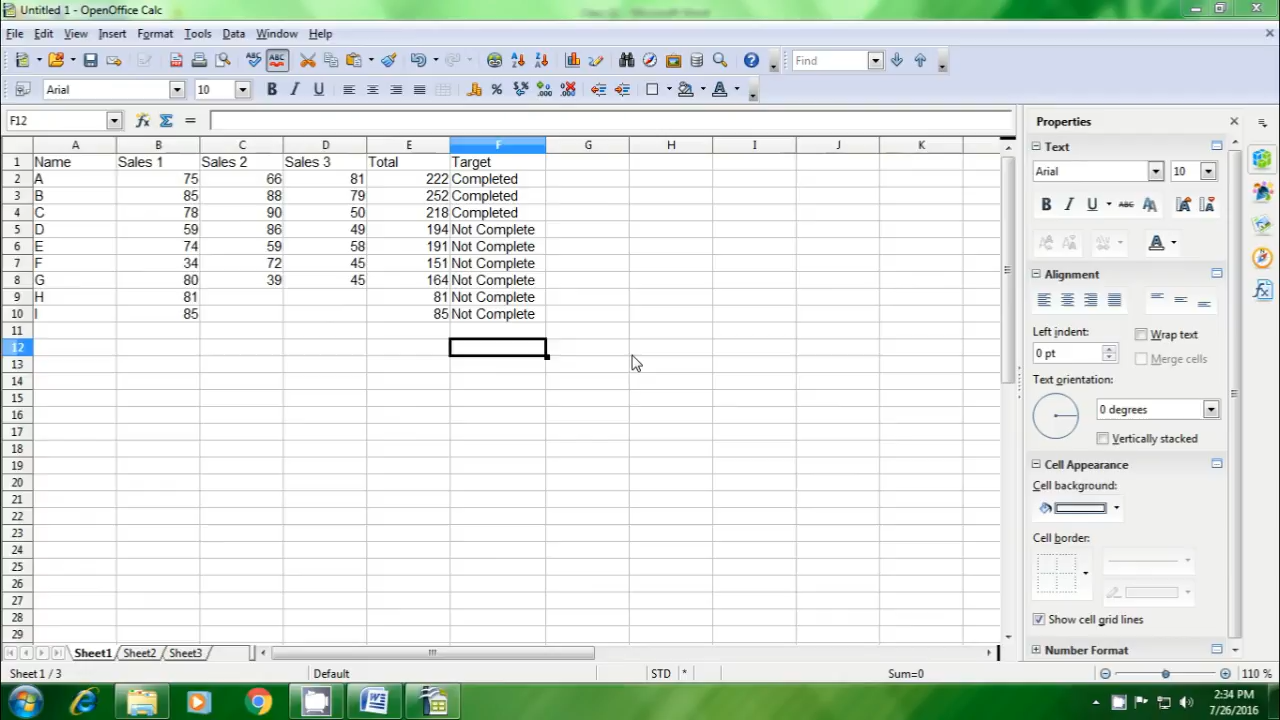 Untitled 1 - OpenOffice Calc
File Edit View Insert Format Tools Data Window Help
Find
Arial 10
F12
A B C D E F G H I J K
1 Name Sales 1 Sales 2 Sales 3 Total Target
2 A 75 66 81 222 Completed
3 B 85 88 79 252 Completed
4 C 78 90 50 218 Completed
5 D 59 86 49 194 Not Complete
6 E 74 59 58 191 Not Complete
7 F 34 72 45 151 Not Complete
8 G 80 39 45 164 Not Complete
9 H 81 81 Not Complete
10 I 85 85 Not Complete
11
12
13
14
15
16
17
18
19
20
21
22
23
24
25
26
27
28
29
Properties
Text
Arial 10
Alignment
Left indent:
Wrap text
0 pt
Merge cells
Text orientation:
0 degrees
Vertically stacked
Cell Appearance
Cell background:
Cell border:
Show cell grid lines
Number Format
Sheet1 Sheet2 Sheet3
Sheet 1 / 3 Default STD * Sum=0 110 %
2:34 PM
7/26/2016